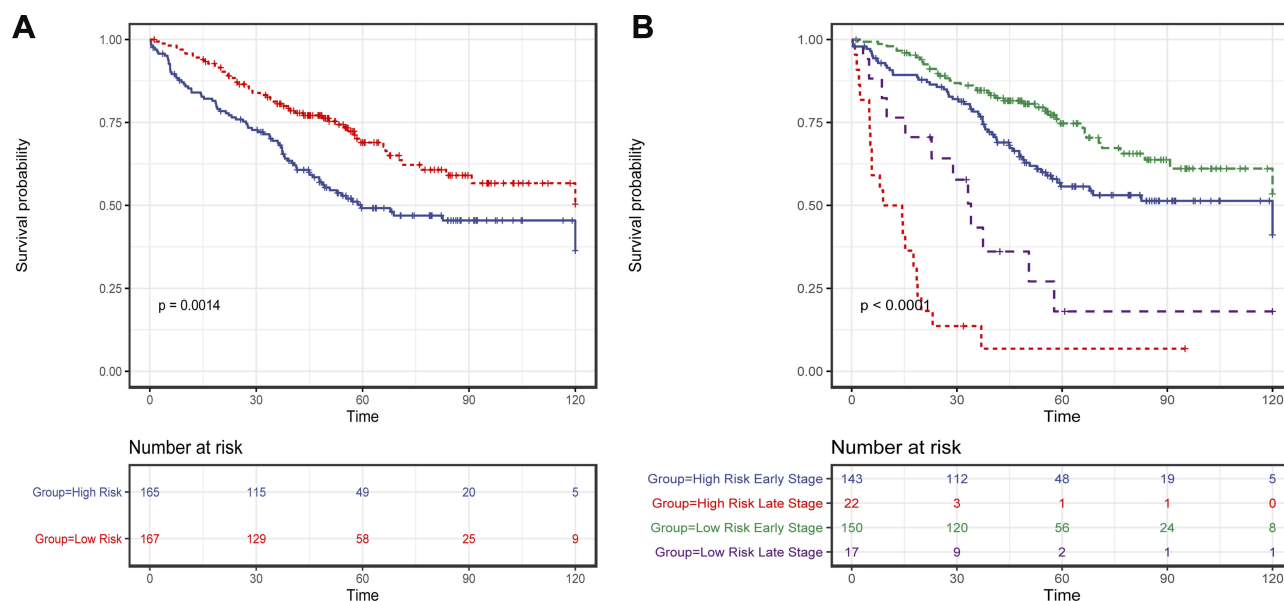 A
Survival probability
1.00
0.75
0.50
0.25
0.00
p = 0.0014
0 30 60 90 120
Time
Number at risk
Group=High Risk 165 115 49 20 5
Group=Low Risk 167 129 58 25 9
0 30 60 90 120
Time
B
Survival probability
1.00
0.75
0.50
0.25
0.00
p < 0.0001
0 30 60 90 120
Time
Number at risk
Group=High Risk Early Stage 143 112 48 19 5
Group=High Risk Late Stage 22 3 1 1 0
Group=Low Risk Early Stage 150 120 56 24 8
Group=Low Risk Late Stage 17 9 2 1 1
0 30 60 90 120
Time